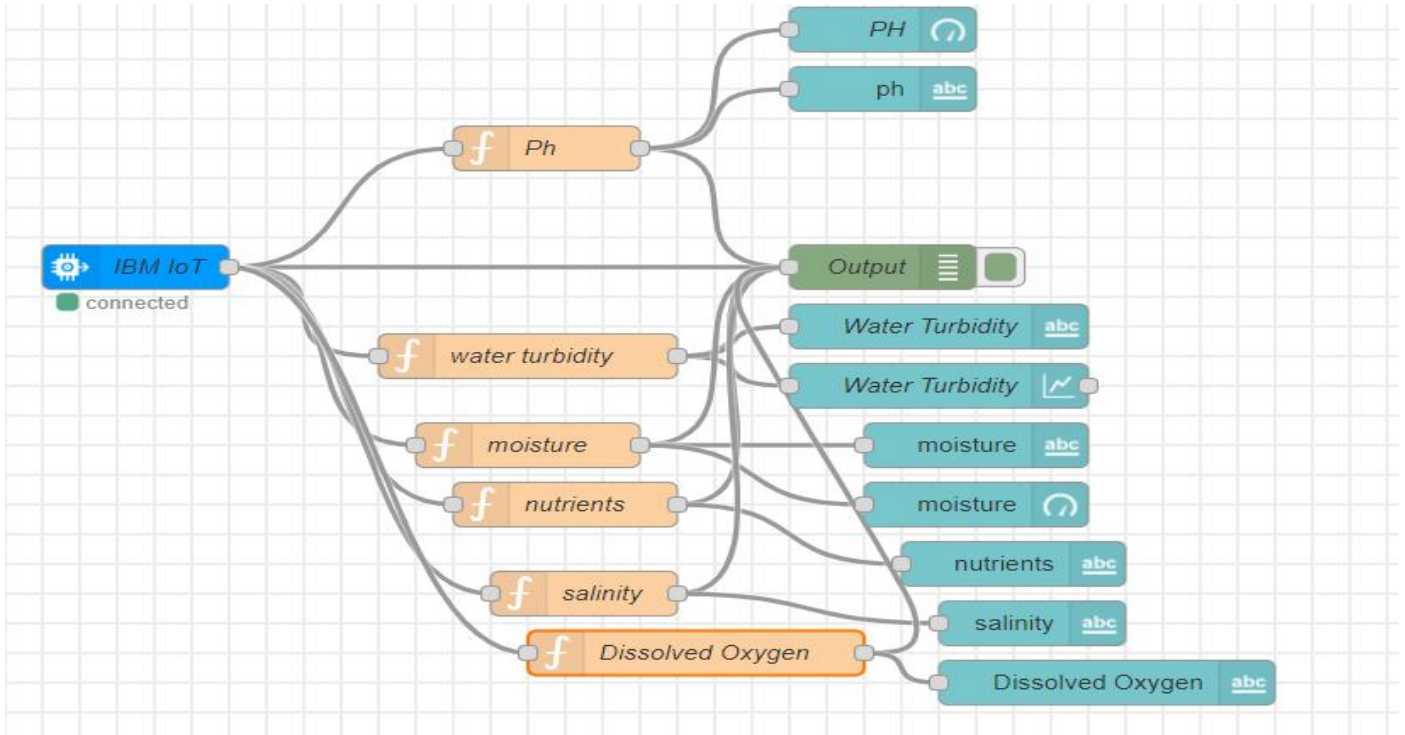 PH
ph
abc
Ph
IBM IoT
Output
connected
Water Turbidity
abc
water turbidity
Water Turbidity
moisture
moisture
abc
nutrients
moisture
nutrients
abc
salinity
salinity
abc
Dissolved Oxygen
Dissolved Oxygen
abc